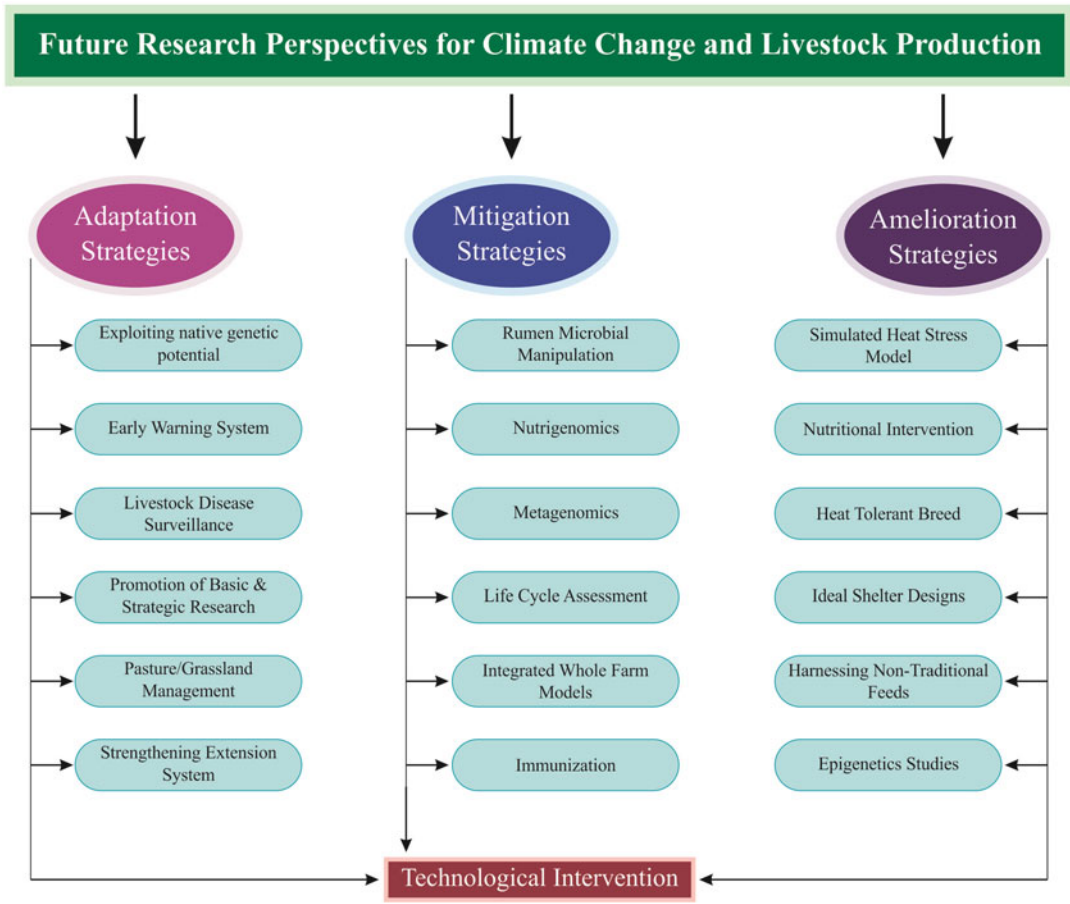 Future Research Perspectives for Climate Change and Livestock Production
Adaptation
Strategies
Mitigation
Strategies
Amelioration
Strategies
Exploiting native genetic
potential
Early Warning System
Livestock Disease
Surveillance
Promotion of Basic &
Strategic Research
Pasture/Grassland
Management
Strengthening Extension
System
Rumen Microbial
Manipulation
Nutrigenomics
Metagenomics
Life Cycle Assessment
Integrated Whole Farm
Models
Immunization
Simulated Heat Stress
Model
Nutritional Intervention
Heat Tolerant Breed
Ideal Shelter Designs
Harnessing Non-Traditional
Feeds
Epigenetics Studies
Technological Intervention